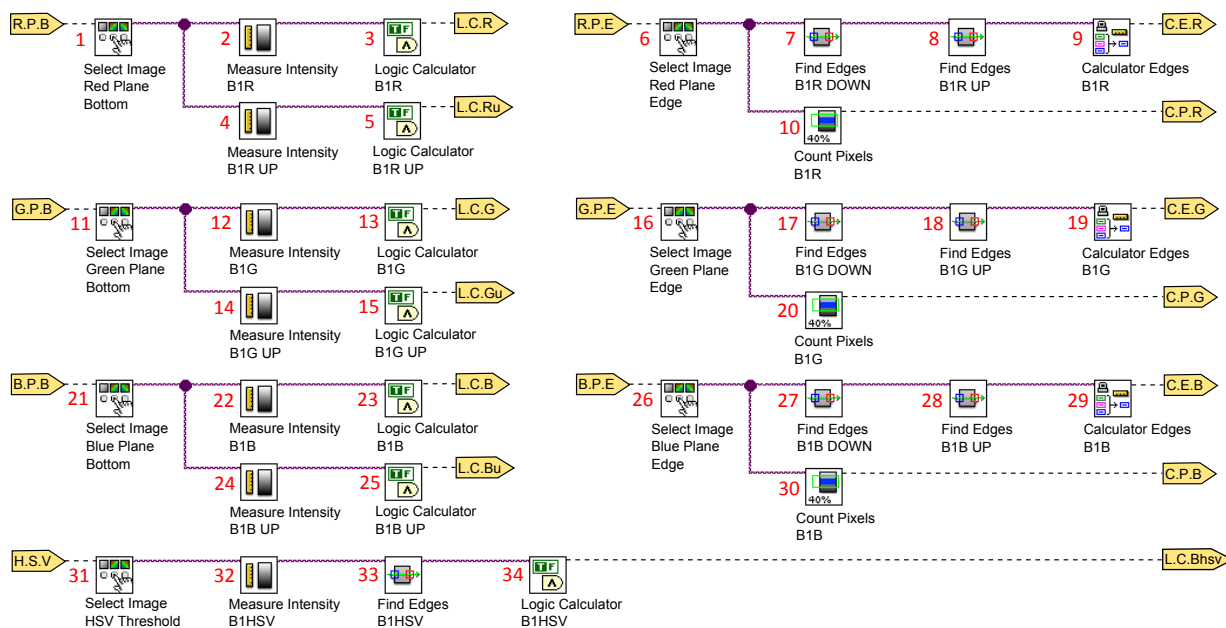 R.P.B
L.C.R
R.P.E
C.E.R
1
2
3
6
7
8
9
Select Image
Red Plane
Bottom
Measure Intensity
B1R
Logic Calculator
B1R
Select Image
Red Plane
Edge
Find Edges
B1R DOWN
Find Edges
B1R UP
Calculator Edges
B1R
L.C.Ru
C.P.R
4
5
10
40%
Measure Intensity
B1R UP
Logic Calculator
B1R UP
Count Pixels
B1R
G.P.B
L.C.G
G.P.E
C.E.G
11
12
13
16
17
18
19
Select Image
Green Plane
Bottom
Measure Intensity
B1G
Logic Calculator
B1G
Select Image
Green Plane
Edge
Find Edges
B1G DOWN
Find Edges
B1G UP
Calculator Edges
B1G
L.C.Gu
C.P.G
14
15
20
40%
Measure Intensity
B1G UP
Logic Calculator
B1G UP
Count Pixels
B1G
B.P.B
L.C.B
B.P.E
C.E.B
21
22
23
26
27
28
29
Select Image
Blue Plane
Bottom
Measure Intensity
B1B
Logic Calculator
B1B
Select Image
Blue Plane
Edge
Find Edges
B1B DOWN
Find Edges
B1B UP
Calculator Edges
B1B
L.C.Bu
C.P.B
24
25
30
40%
Measure Intensity
B1B UP
Logic Calculator
B1B UP
Count Pixels
B1B
H.S.V
L.C.Bhsv
31
32
33
34
Select Image
HSV Threshold
Measure Intensity
B1HSV
Find Edges
B1HSV
Logic Calculator
B1HSV